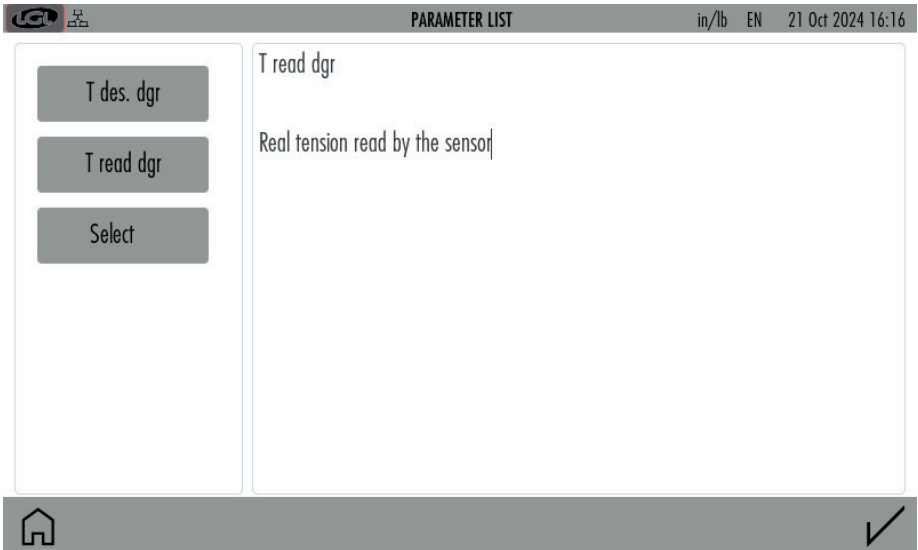 LGL PARAMETER LIST in/lb EN 21 Oct 2024 16:16
T des. dgr
T read dgr
Select
T read dgr
Real tension read by the sensor